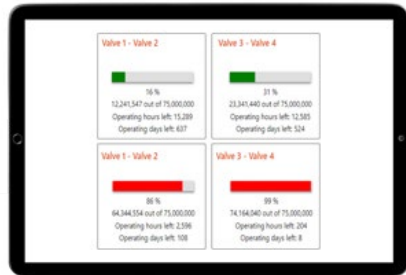 Valve 1 - Valve 2
16 %
12,241,547 out of 75,000,000
Operating hours left: 15,289
Operating days left: 637
Valve 3 - Valve 4
31 %
23,341,440 out of 75,000,000
Operating hours left: 12,585
Operating days left: 524
Valve 1 - Valve 2
86 %
64,344,554 out of 75,000,000
Operating hours left: 2,596
Operating days left: 108
Valve 3 - Valve 4
99 %
74,164,040 out of 75,000,000
Operating hours left: 204
Operating days left: 8